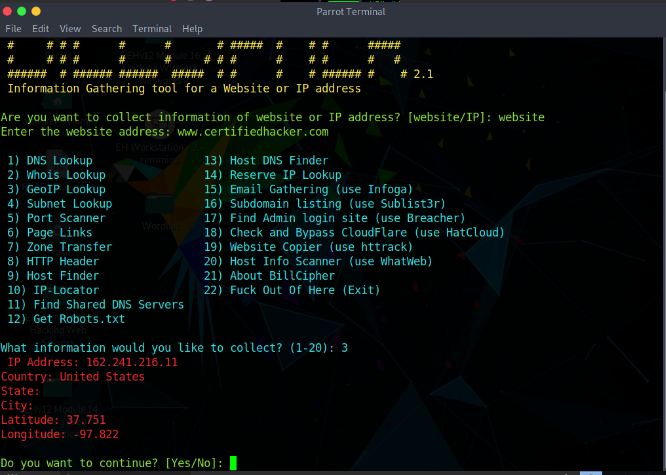 Parrot Terminal
File Edit View Search Terminal Help
# # # # # # # ##### # # # #####
# # # # # # # # # # # # # # #
###### # ###### ###### ##### # # # # ###### # # 2.1
Information Gathering tool for a Website or IP address
Are you want to collect information of website or IP address? [website/IP]: website
Enter the website address: www.certifiedhacker.com
1) DNS Lookup 13) Host DNS Finder
2) Whois Lookup 14) Reserve IP Lookup
3) GeoIP Lookup 15) Email Gathering (use Infoga)
4) Subnet Lookup 16) Subdomain listing (use Sublist3r)
5) Port Scanner 17) Find Admin login site (use Breacher)
6) Page Links 18) Check and Bypass CloudFlare (use HatCloud)
7) Zone Transfer 19) Website Copier (use httrack)
8) HTTP Header 20) Host Info Scanner (use WhatWeb)
9) Host Finder 21) About BillCipher
10) IP-Locator 22) Fuck Out Of Here (Exit)
11) Find Shared DNS Servers
12) Get Robots.txt
What information would you like to collect? (1-20): 3
IP Address: 162.241.216.11
Country: United States
State:
City:
Latitude: 37.751
Longitude: -97.822
Do you want to continue? [Yes/No]: